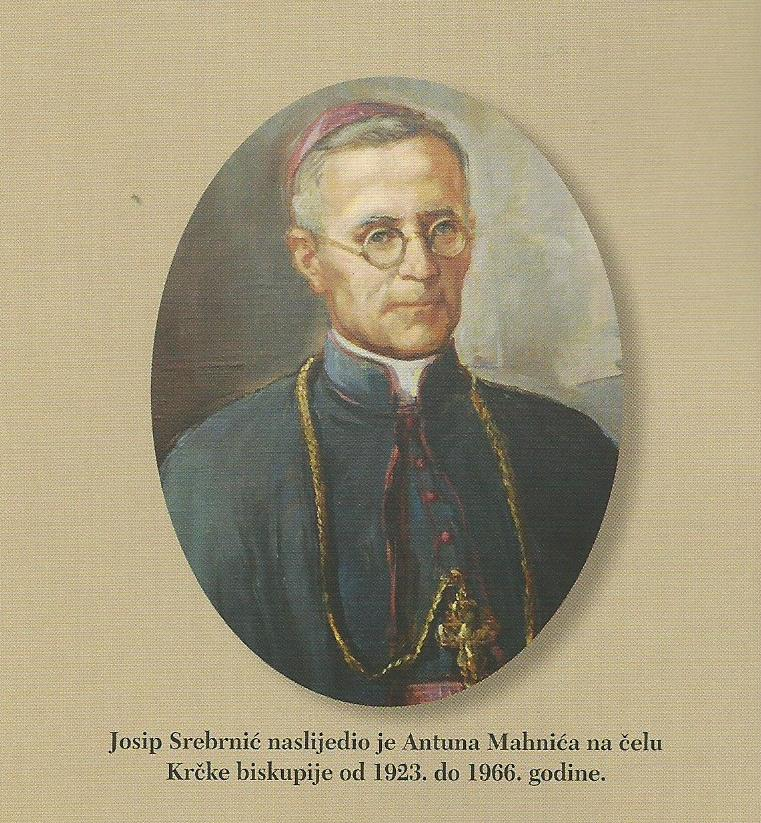 Josip Srebrnić naslijedio je Antuna Mahnića na čelu
Krčke biskupije od 1923. do 1966. godine.